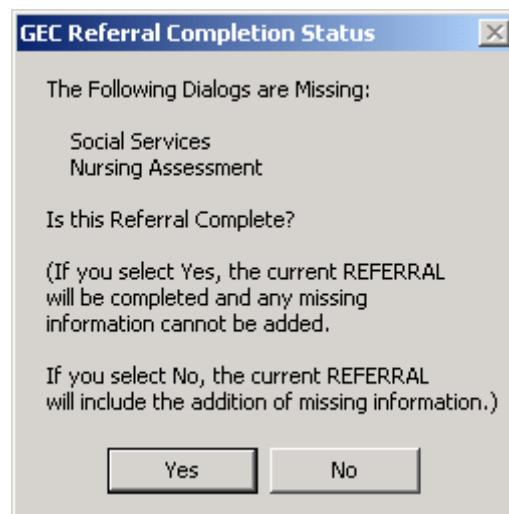 GEC Referral Completion Status
The Following Dialogs are Missing:
Social Services
Nursing Assessment
Is this Referral Complete?
(If you select Yes, the current REFERRAL
will be completed and any missing
information cannot be added.
If you select No, the current REFERRAL
will include the addition of missing information.)
Yes
No